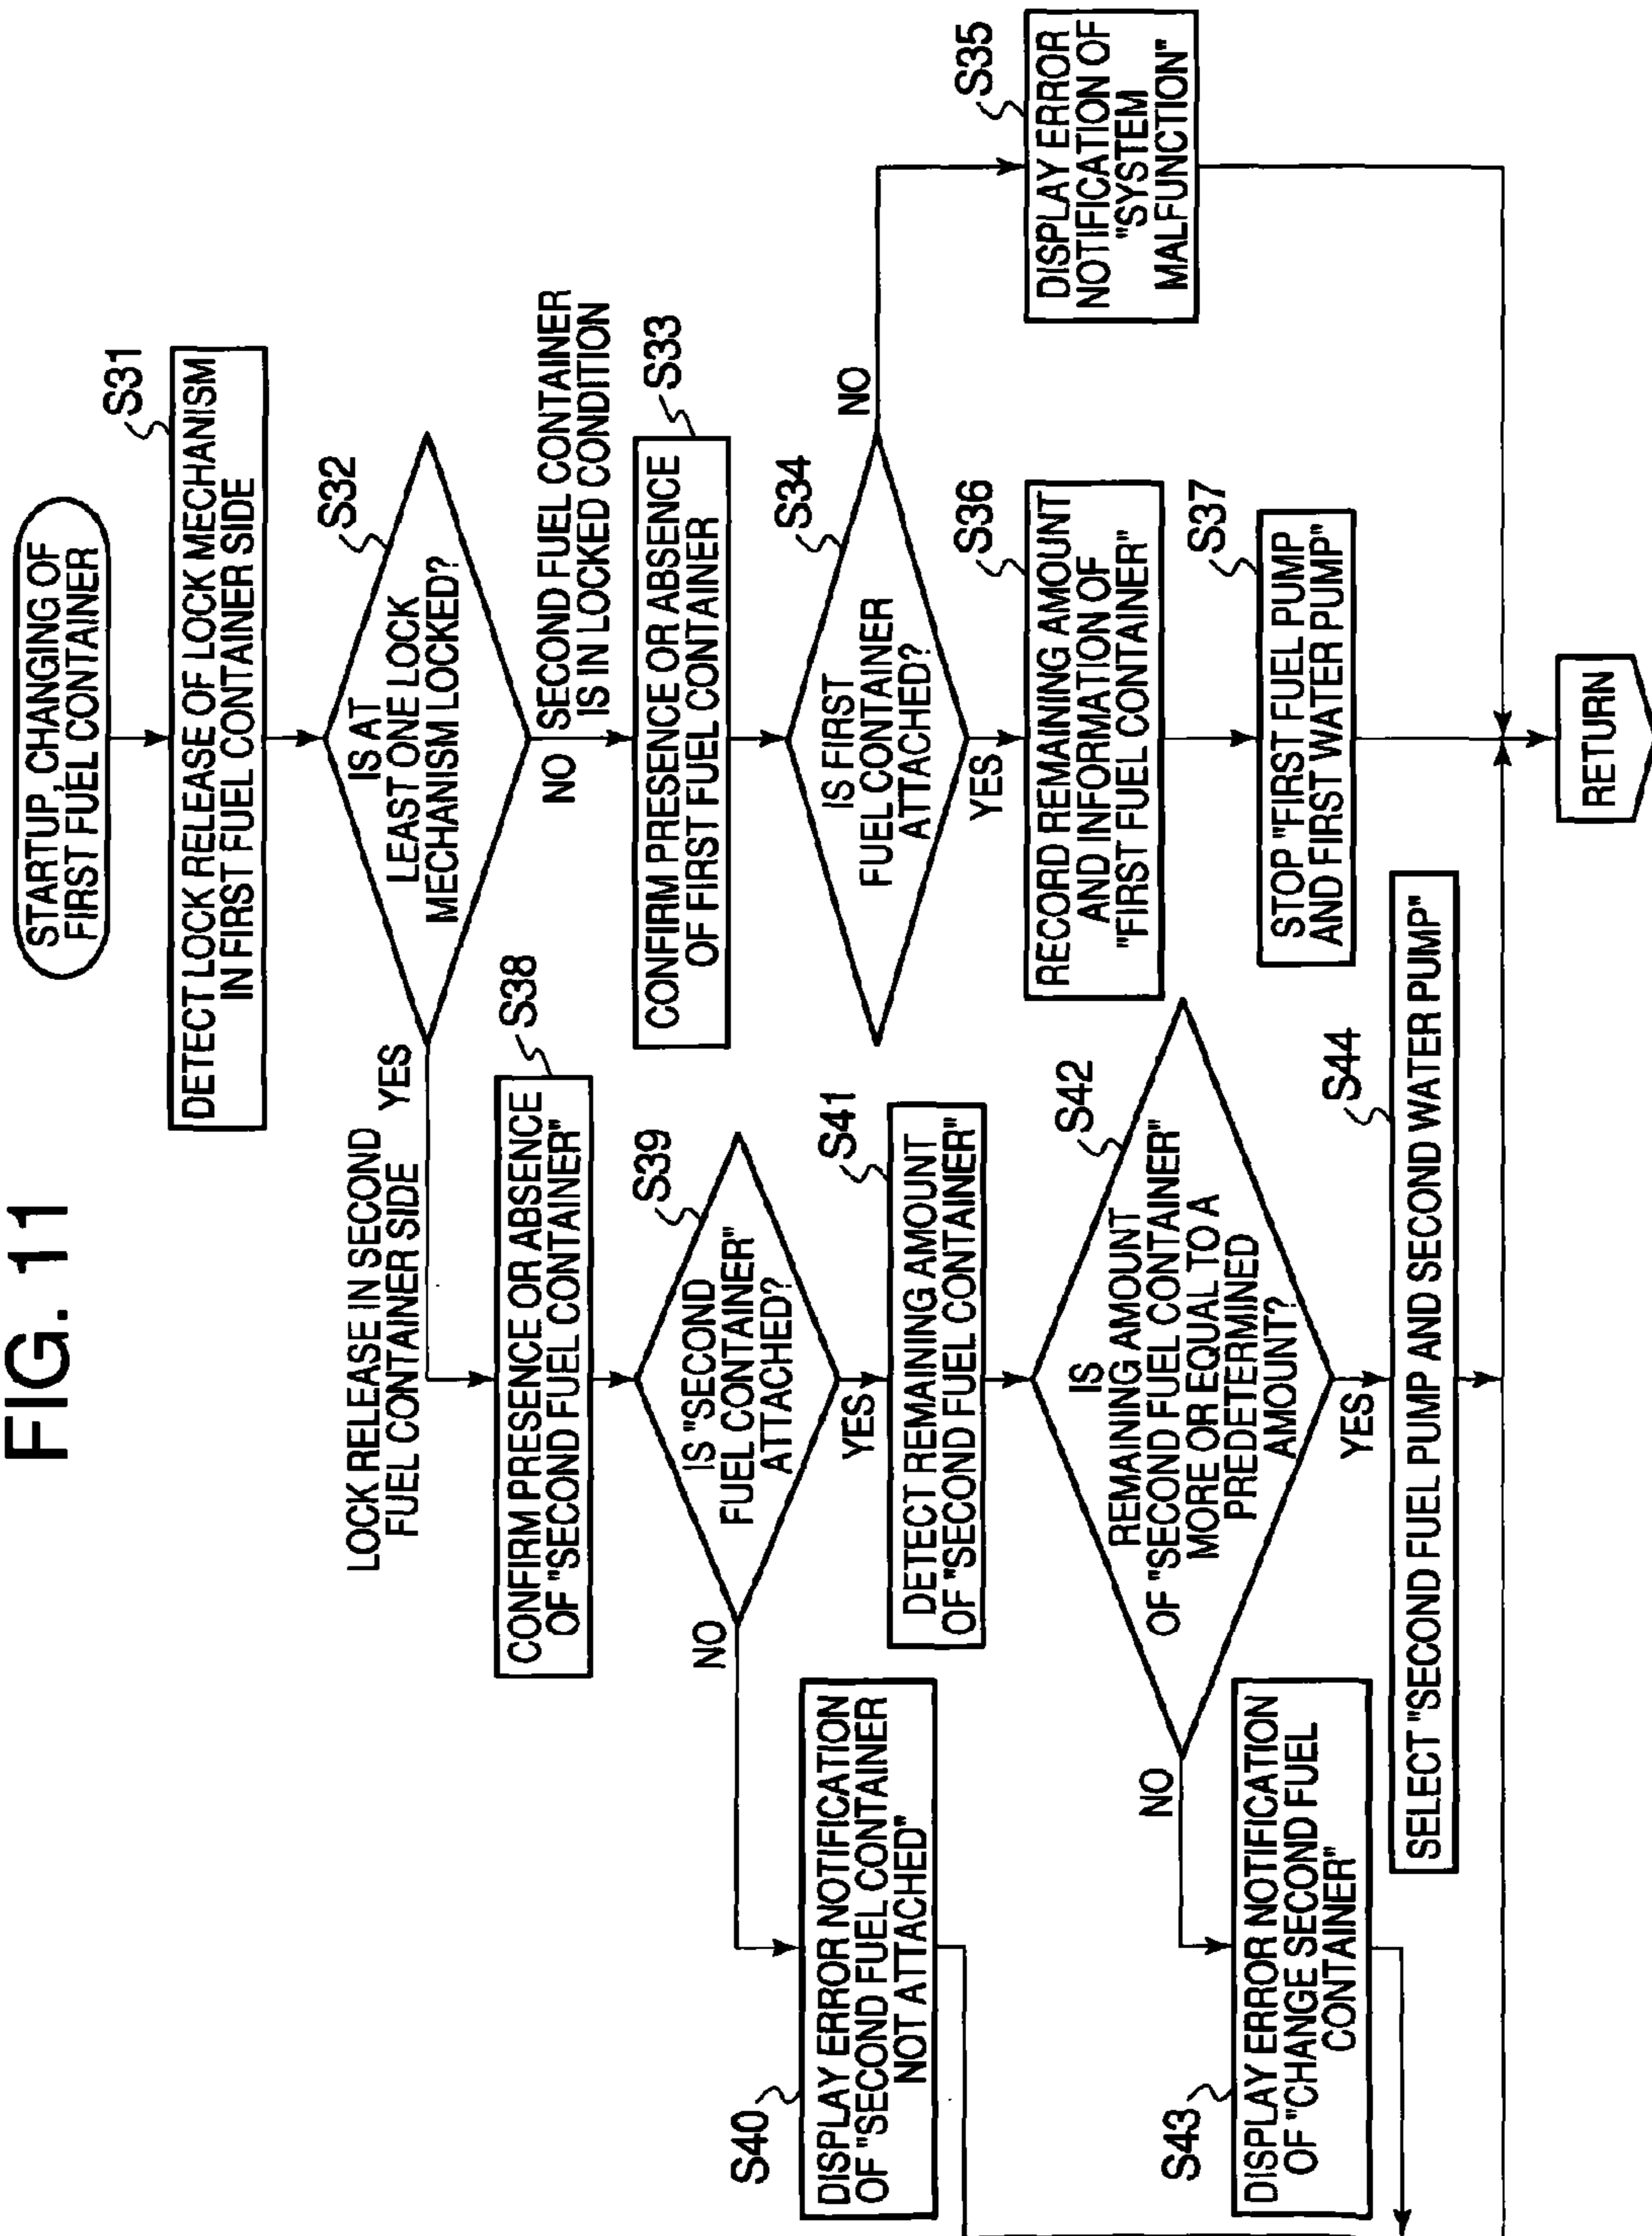 FIG. 11
STARTUP, CHANGING OF
FIRST FUEL CONTAINER
S31
DETECT LOCK RELEASE OF LOCK MECHANISM
IN FIRST FUEL CONTAINER SIDE
S32
IS AT
LEAST ONE LOCK
MECHANISM LOCKED?
YES
LOCK RELEASE IN SECOND
FUEL CONTAINER SIDE
NO
SECOND FUEL CONTAINER
IS IN LOCKED CONDITION
S33
CONFIRM PRESENCE OR ABSENCE
OF FIRST FUEL CONTAINER
S34
IS FIRST
FUEL CONTAINER
ATTACHED?
NO
YES
S35
DISPLAY ERROR
NOTIFICATION OF
"SYSTEM
MALFUNCTION"
S36
RECORD REMAINING AMOUNT
AND INFORMATION OF
"FIRST FUEL CONTAINER"
S37
STOP "FIRST FUEL PUMP
AND FIRST WATER PUMP"
S38
CONFIRM PRESENCE OR ABSENCE
OF "SECOND FUEL CONTAINER"
S39
IS "SECOND
FUEL CONTAINER"
ATTACHED?
NO
YES
S40
DISPLAY ERROR NOTIFICATION
OF "SECOND FUEL CONTAINER
NOT ATTACHED"
S41
DETECT REMAINING AMOUNT
OF "SECOND FUEL CONTAINER"
S42
IS
REMAINING AMOUNT
OF "SECOND FUEL CONTAINER"
MORE OR EQUAL TO A
PREDETERMINED
AMOUNT?
NO
YES
S43
DISPLAY ERROR NOTIFICATION
OF "CHANGE SECOND FUEL
CONTAINER"
S44
SELECT "SECOND FUEL PUMP AND SECOND WATER PUMP"
RETURN